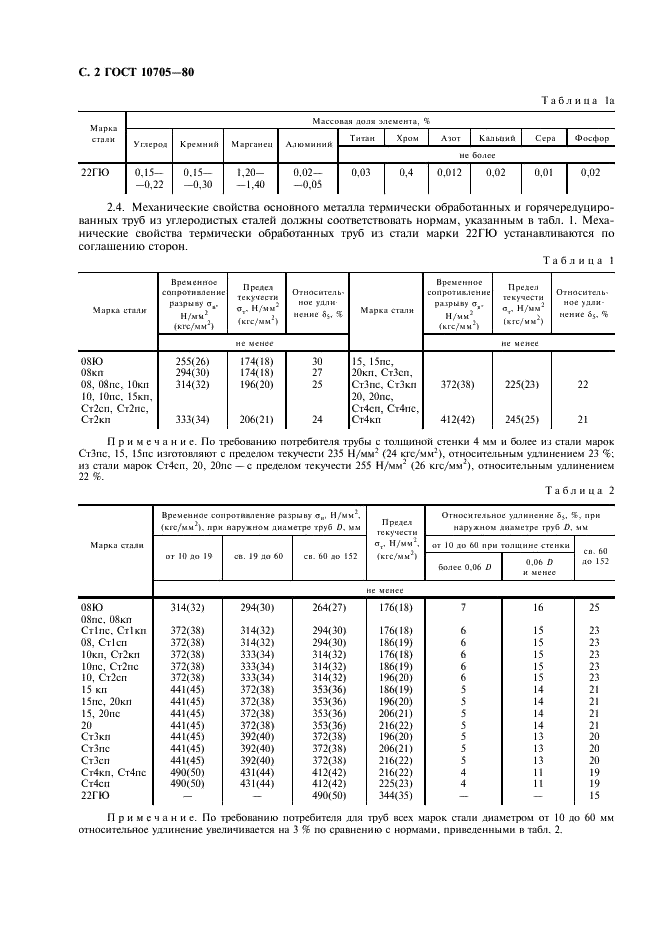 С. 2 ГОСТ 10705—80
Таблица 1а
Марка стали
Массовая доля элемента, %
Углерод Кремний Марганец Алюминий Титан Хром Азот Кальций Сера Фосфор
не более
22ГЮ 0,15— 0,15— 1,20— 0,02— 0,03 0,4 0,012 0,02 0,01 0,02
—0,22 —0,30 —1,40 —0,05
2.4. Механические свойства основного металла термически обработанных и горячередуциро-
ванных труб из углеродистых сталей должны соответствовать нормам, указанным в табл. 1. Меха-
нические свойства термически обработанных труб из стали марки 22ГЮ устанавливаются по
соглашению сторон.
Таблица 1
Марка стали
Временное сопротивление разрыву σв, Н/мм² (кгс/мм²)
Предел текучести σт, Н/мм² (кгс/мм²)
Относитель-ное удли-нение δ5, %
Марка стали
Временное сопротивление разрыву σв, Н/мм² (кгс/мм²)
Предел текучести σт, Н/мм² (кгс/мм²)
Относитель-ное удли-нение δ5, %
не менее не менее
08Ю 255(26) 174(18) 30 15, 15пс,
08кп 294(30) 174(18) 27 20кп, Ст3сп,
08, 08пс, 10кп 314(32) 196(20) 25 Ст3пс, Ст3кп 372(38) 225(23) 22
10, 10пс, 15кп, 20, 20пс,
Ст2сп, Ст2пс, Ст4сп, Ст4пс,
Ст2кп 333(34) 206(21) 24 Ст4кп 412(42) 245(25) 21
Примечание. По требованию потребителя трубы с толщиной стенки 4 мм и более из стали марок
Ст3пс, 15, 15пс изготовляют с пределом текучести 235 Н/мм² (24 кгс/мм²), относительным удлинением 23 %;
из стали марок Ст4сп, 20, 20пс — с пределом текучести 255 Н/мм² (26 кгс/мм²), относительным удлинением
22 %.
Таблица 2
Марка стали
Временное сопротивление разрыву σв, Н/мм²,
(кгс/мм²), при наружном диаметре труб D, мм
от 10 до 19 св. 19 до 60 св. 60 до 152
Предел текучести σт, Н/мм², (кгс/мм²)
Относительное удлинение δ5, %, при
наружном диаметре труб D, мм
от 10 до 60 при толщине стенки
более 0,06 D 0,06 D и менее
св. 60 до 152
не менее
08Ю 314(32) 294(30) 264(27) 176(18) 7 16 25
08пс, 08кп
Ст1пс, Ст1кп 372(38) 314(32) 294(30) 176(18) 6 15 23
08, Ст1сп 372(38) 314(32) 294(30) 186(19) 6 15 23
10кп, Ст2кп 372(38) 333(34) 314(32) 176(18) 6 15 23
10пс, Ст2пс 372(38) 333(34) 314(32) 186(19) 6 15 23
10, Ст2сп 372(38) 333(34) 314(32) 196(20) 6 15 23
15 кп 441(45) 372(38) 353(36) 186(19) 5 14 21
15пс, 20кп 441(45) 372(38) 353(36) 196(20) 5 14 21
15, 20пс 441(45) 372(38) 353(36) 206(21) 5 14 21
20 441(45) 372(38) 353(36) 216(22) 5 14 21
Ст3кп 441(45) 392(40) 372(38) 196(20) 5 13 20
Ст3пс 441(45) 392(40) 372(38) 206(21) 5 13 20
Ст3сп 441(45) 392(40) 372(38) 216(22) 5 13 20
Ст4кп, Ст4пс 490(50) 431(44) 412(42) 216(22) 4 11 19
Ст4сп 490(50) 431(44) 412(42) 225(23) 4 11 19
22ГЮ — — 490(50) 344(35) — — 15
Примечание. По требованию потребителя для труб всех марок стали диаметром от 10 до 60 мм
относительное удлинение увеличивается на 3 % по сравнению с нормами, приведенными в табл. 2.